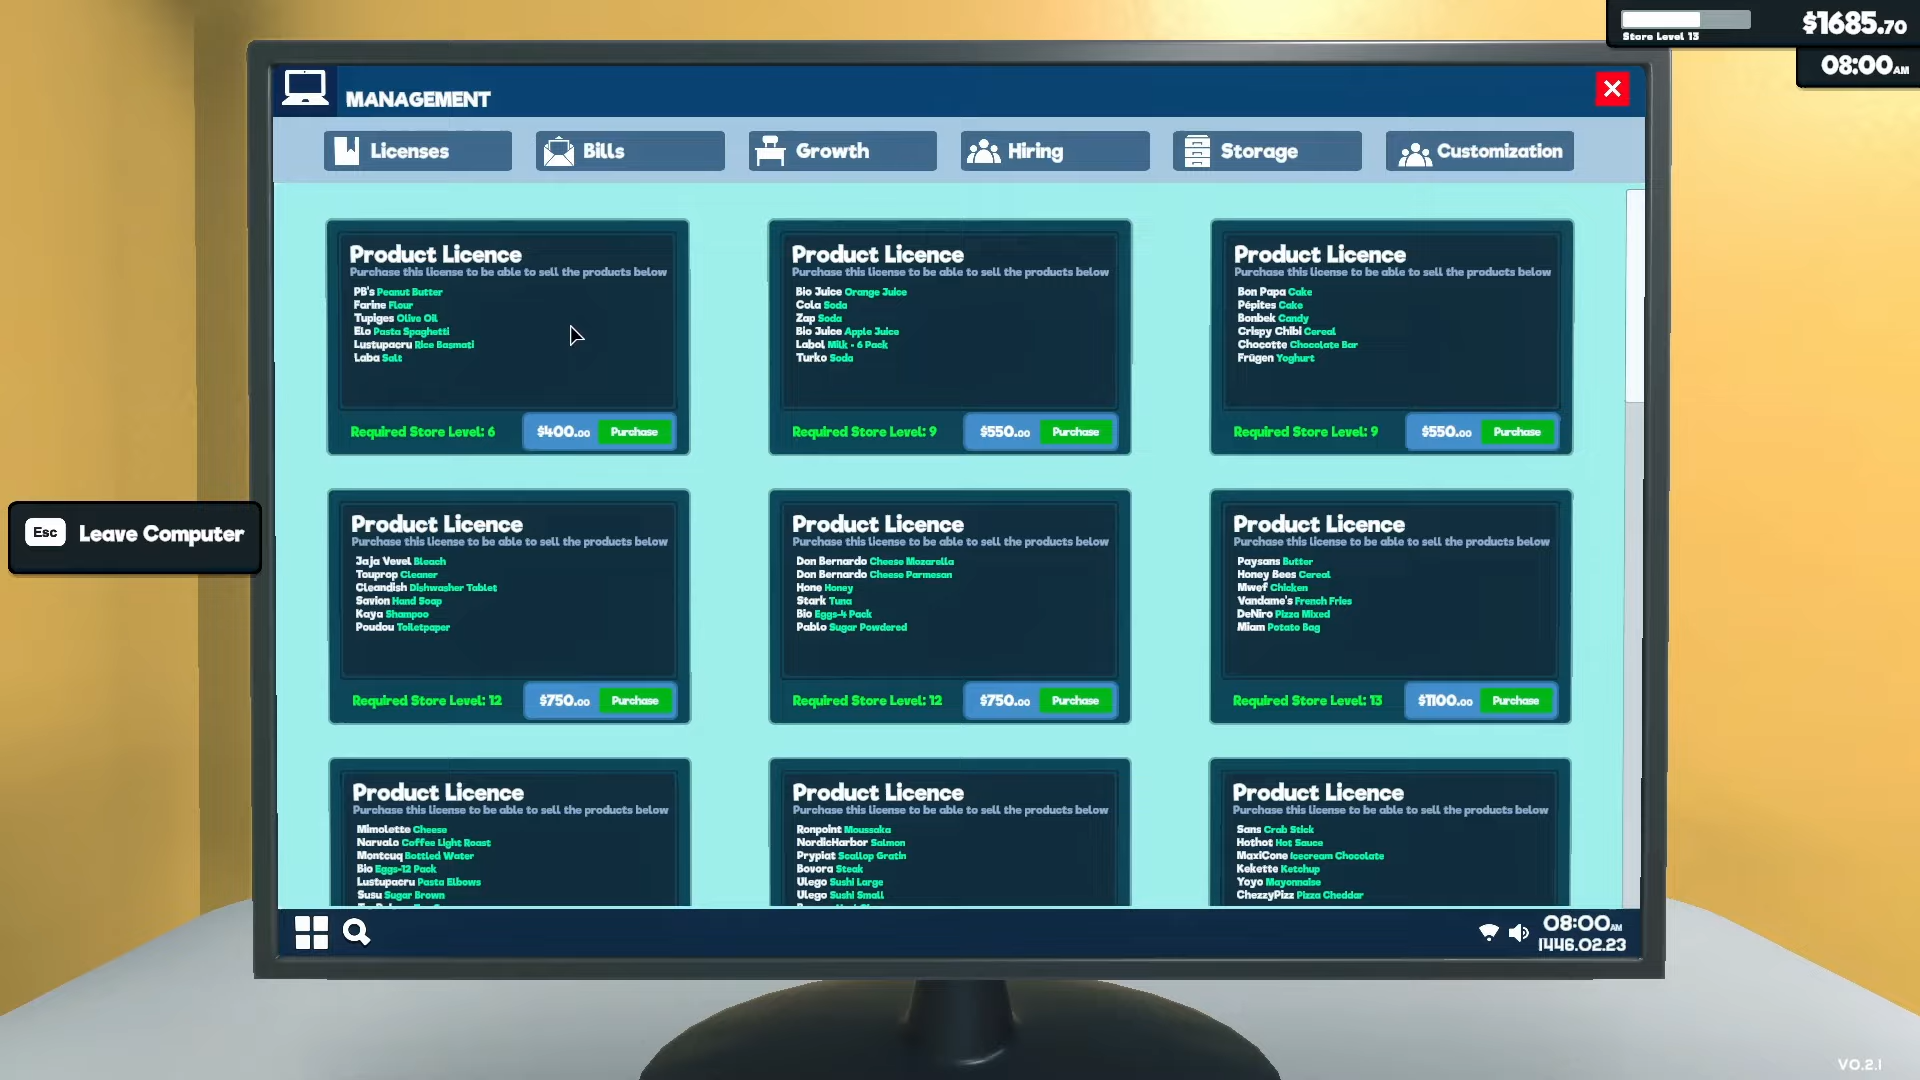 Store Level 13
$1685.70
08:00AM
MANAGEMENT
Licenses
Bills
Growth
Hiring
Storage
Customization
Product Licence
Purchase this license to be able to sell the products below
PB's Peanut Butter
Farine Flour
Tupiges Olive Oil
Elo Pasta Spaghetti
Lustupacru Rice Basmati
Laba Salt
Required Store Level: 6
$400.00
Purchase
Product Licence
Purchase this license to be able to sell the products below
Bio Juice Orange Juice
Cola Soda
Zap Soda
Bio Juice Apple Juice
Labol Milk - 6 Pack
Turko Soda
Required Store Level: 9
$550.00
Purchase
Product Licence
Purchase this license to be able to sell the products below
Bon Papa Cake
Pépites Cake
Bonbek Candy
Crispy Chibi Cereal
Chocotte Chocolate Bar
Frügen Yoghurt
Required Store Level: 9
$550.00
Purchase
Esc
Leave Computer
Product Licence
Purchase this license to be able to sell the products below
Jaja Vevel Bleach
Touprop Cleaner
Cleandish Dishwasher Tablet
Savion Hand Soap
Kaya Shampoo
Poudou Toiletpaper
Required Store Level: 12
$750.00
Purchase
Product Licence
Purchase this license to be able to sell the products below
Don Bernardo Cheese Mozarella
Don Bernardo Cheese Parmesan
Hone Honey
Stark Tuna
Bio Eggs-4 Pack
Pablo Sugar Powdered
Required Store Level: 12
$750.00
Purchase
Product Licence
Purchase this license to be able to sell the products below
Paysans Butter
Honey Bees Cereal
Mwef Chicken
Vandame's French Fries
DeNiro Pizza Mixed
Miam Potato Bag
Required Store Level: 13
$1100.00
Purchase
Product Licence
Purchase this license to be able to sell the products below
Mimolette Cheese
Narvalo Coffee Light Roast
Montcuq Bottled Water
Bio Eggs-12 Pack
Lustupacru Pasta Elbows
Susu Sugar Brown
Product Licence
Purchase this license to be able to sell the products below
Ronpoint Moussaka
NordicHarbor Salmon
Prypiat Scallop Gratin
Bovora Steak
Ulego Sushi Large
Ulego Sushi Small
Product Licence
Purchase this license to be able to sell the products below
Sans Crab Stick
Hothot Hot Sauce
MaxiCone Icecream Chocolate
Kekette Ketchup
Yoyo Mayonnaise
ChezzyPizz Pizza Cheddar
08:00AM
1446.02.23
V0.2.1